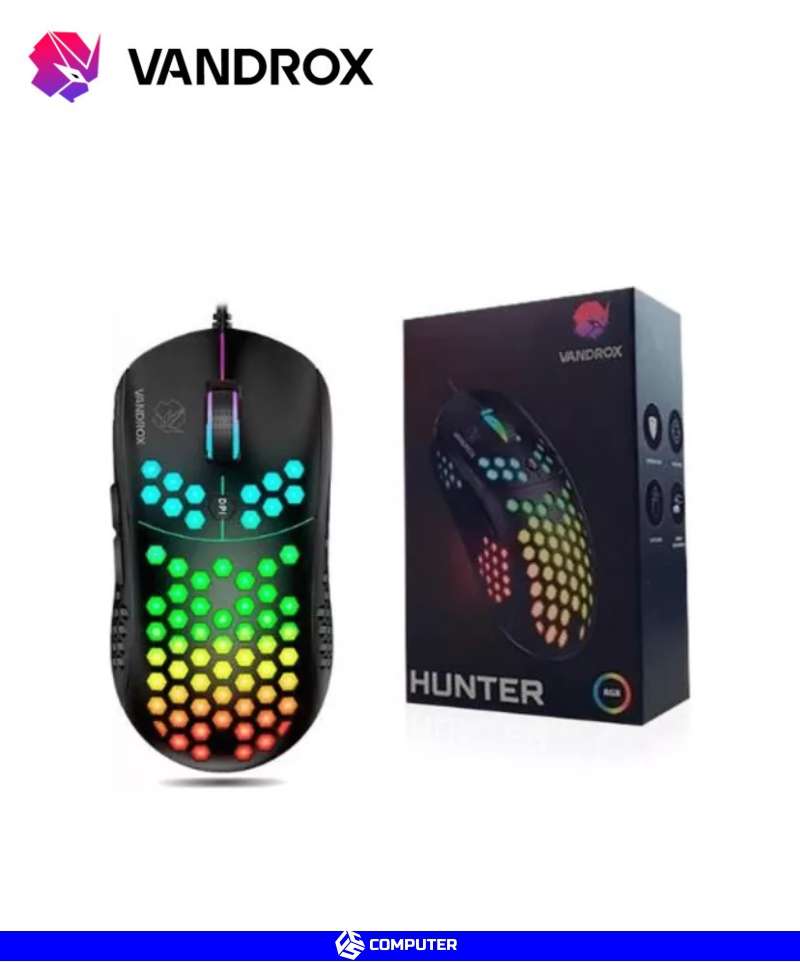 VANDROX
VANDROX
VANDROX
DPI
HUNTER
RGB
COMPUTER